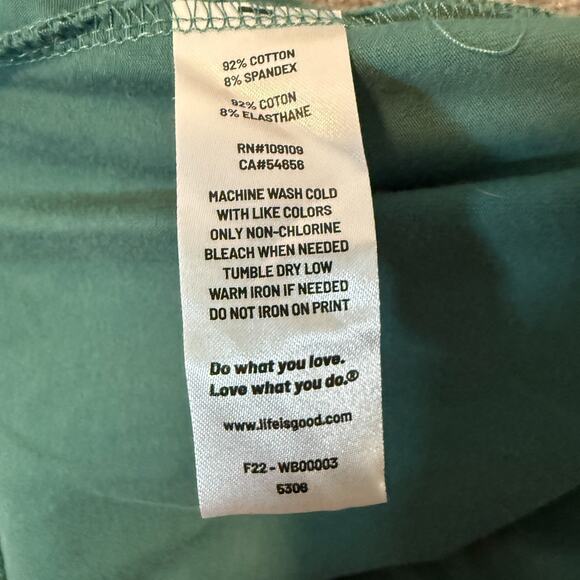 92% COTTON
8% SPANDEX
92% COTON
8% ELASTHANE
RN#109109
CA#54656
MACHINE WASH COLD
WITH LIKE COLORS
ONLY NON-CHLORINE
BLEACH WHEN NEEDED
TUMBLE DRY LOW
WARM IRON IF NEEDED
DO NOT IRON ON PRINT
Do what you love.
Love what you do.®
www.lifeisgood.com
F22-WB00003
5306